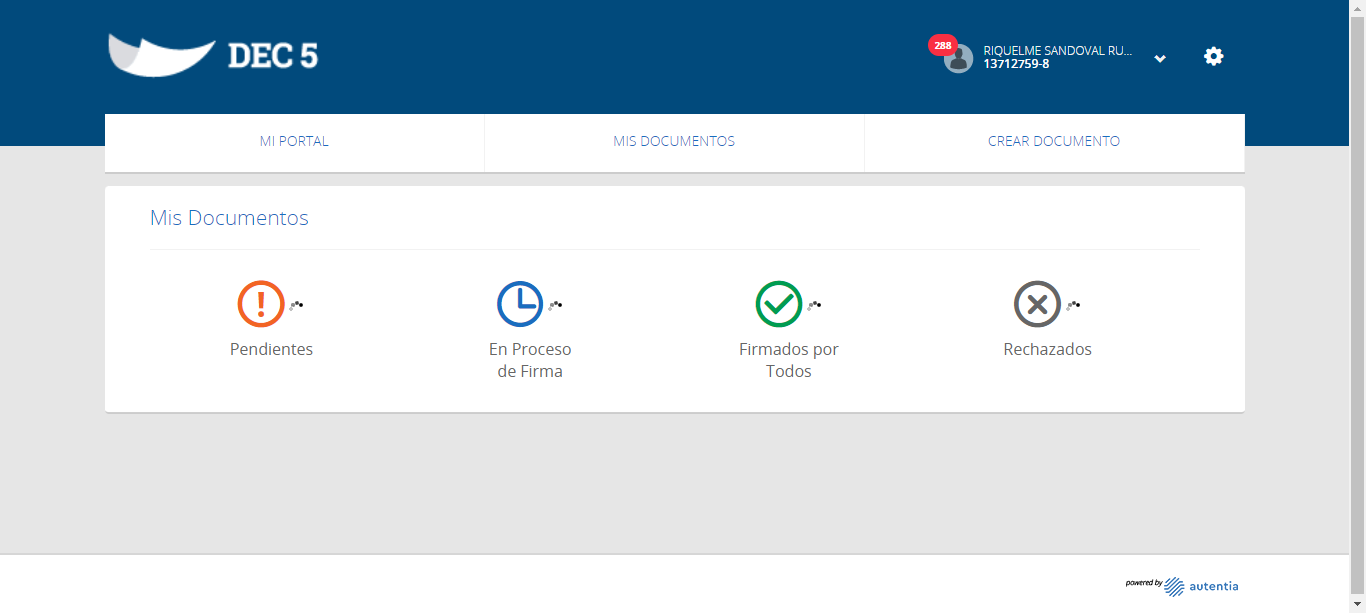 DEC 5
288
RIQUELME SANDOVAL RU...
13712759-8
MI PORTAL
MIS DOCUMENTOS
CREAR DOCUMENTO
Mis Documentos
Pendientes
En Proceso
de Firma
Firmados por
Todos
Rechazados
powered by autentia